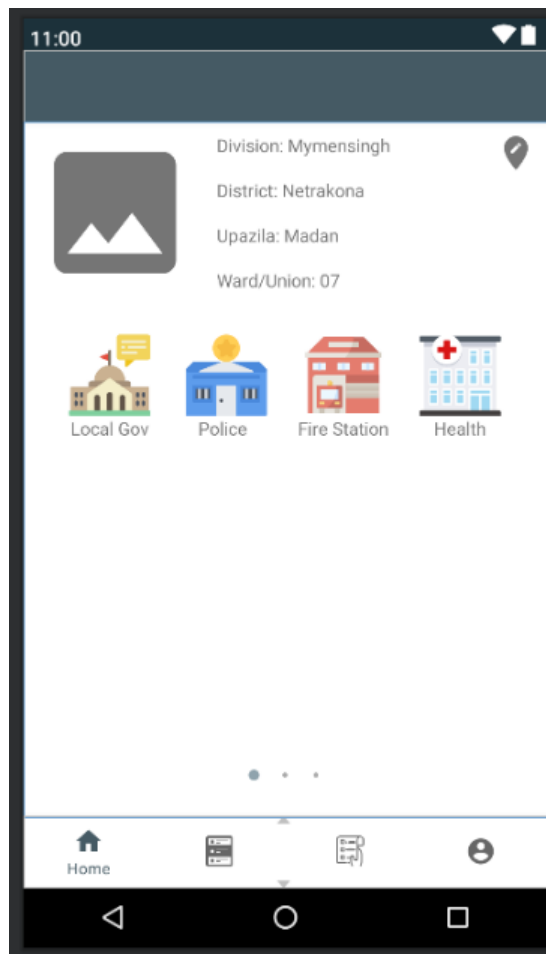 11:00
Division: Mymensingh
District: Netrakona
Upazila: Madan
Ward/Union: 07
Local Gov
Police
Fire Station
Health
Home